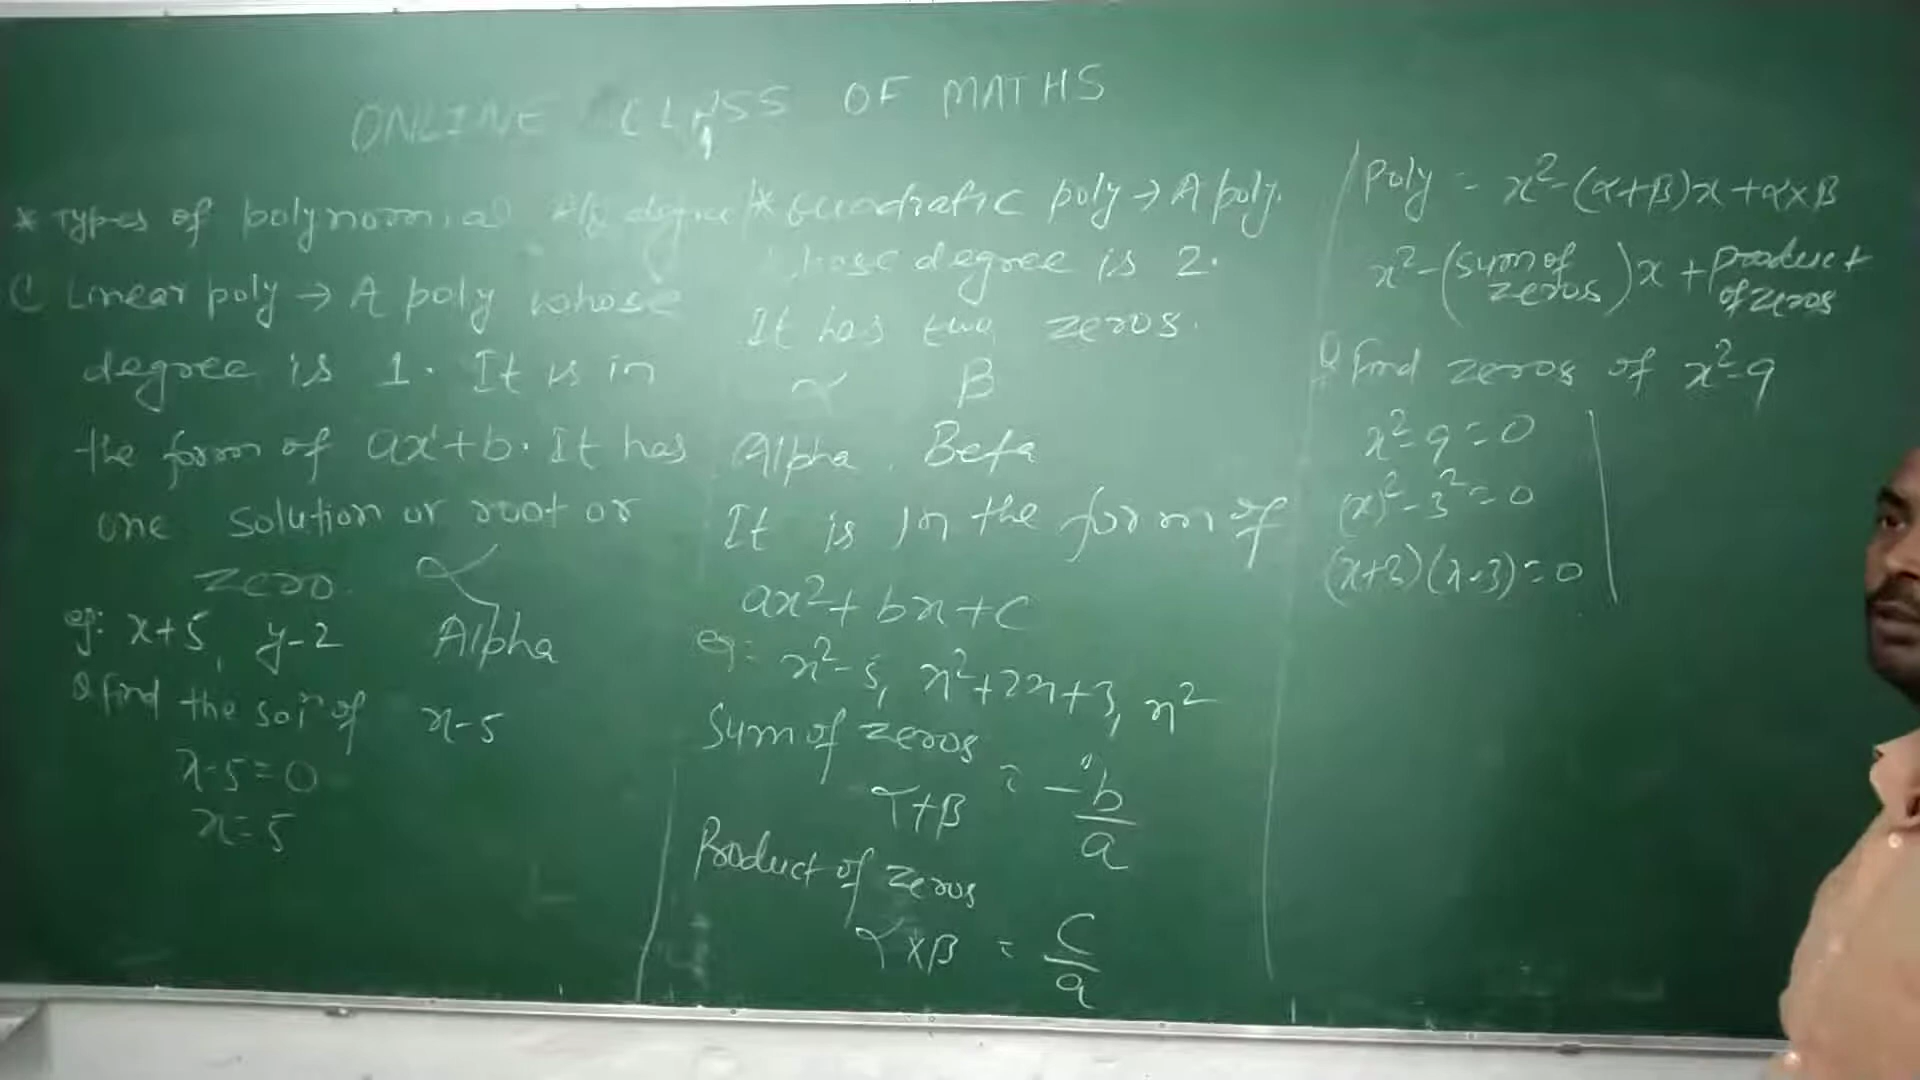 ONLINE CLASS OF MATHS
* Types of polynomial degree
Linear poly → A poly whose
degree is 1. It is in
the form of ax¹+b. It has
one solution or root or
zero.
α
Alpha
eg: x+5, y-2
Q find the solⁿ of x-5
x-5=0
x=5
* Quadratic poly → A poly.
whose degree is 2.
It has two zeros.
α β
Alpha, Beta
It is in the form of
ax²+bx+c
eg: x²-5, x²+2x+3, x²
Sum of zeros
α+β = -b/a
Product of zeros
α×β = c/a
Poly = x²-(α+β)x+α×β
x²-(sum of zeros)x + product of zeros
Q find zeros of x²-9
x²-9=0
(x)²-3²=0
(x+3)(x-3)=0